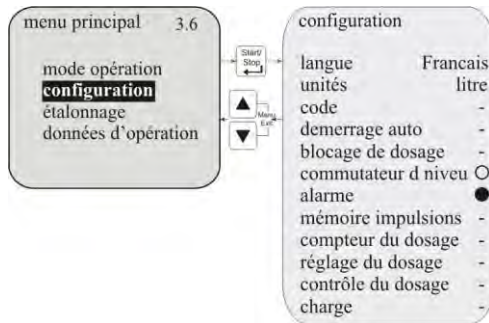 menu principal 3.6
mode opération
configuration
étalonnage
données d'opération
Start/
Stop
Menu
Exit
configuration
langue Francais
unités litre
code -
demerrage auto -
blocage de dosage -
commutateur d niveu
alarme
mémoire impulsions -
compteur du dosage -
réglage du dosage -
contrôle du dosage -
charge -